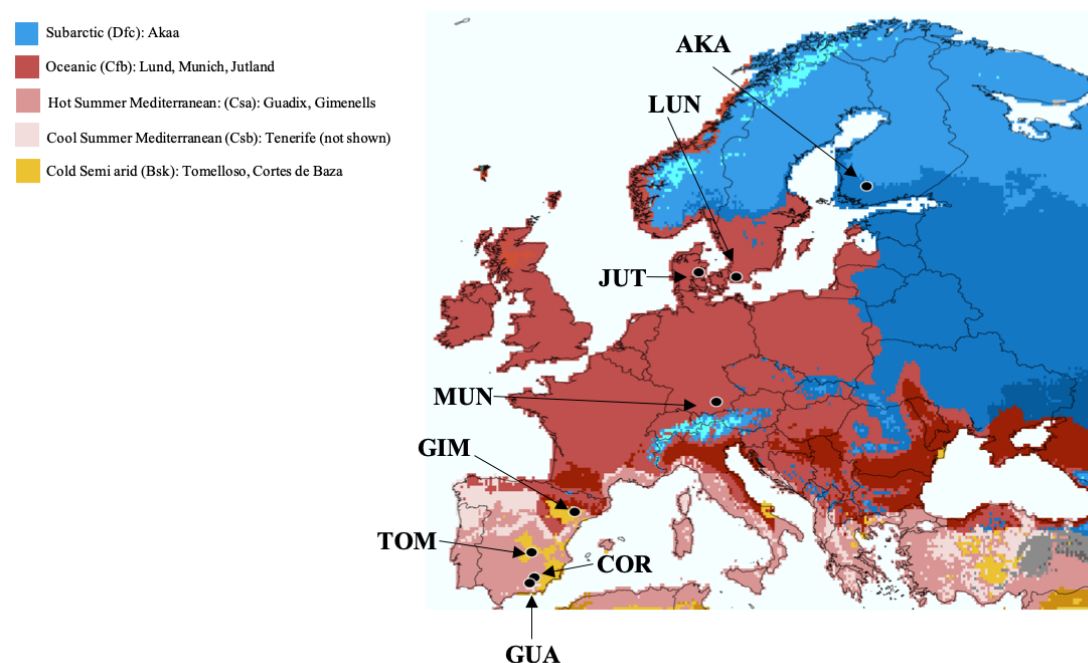 Subarctic (Dfc): Akaa
Oceanic (Cfb): Lund, Munich, Jutland
Hot Summer Mediterranean: (Csa): Guadix, Gimenells
Cool Summer Mediterranean (Csb): Tenerife (not shown)
Cold Semi arid (Bsk): Tomelloso, Cortes de Baza
AKA
LUN
JUT
MUN
GIM
TOM
COR
GUA